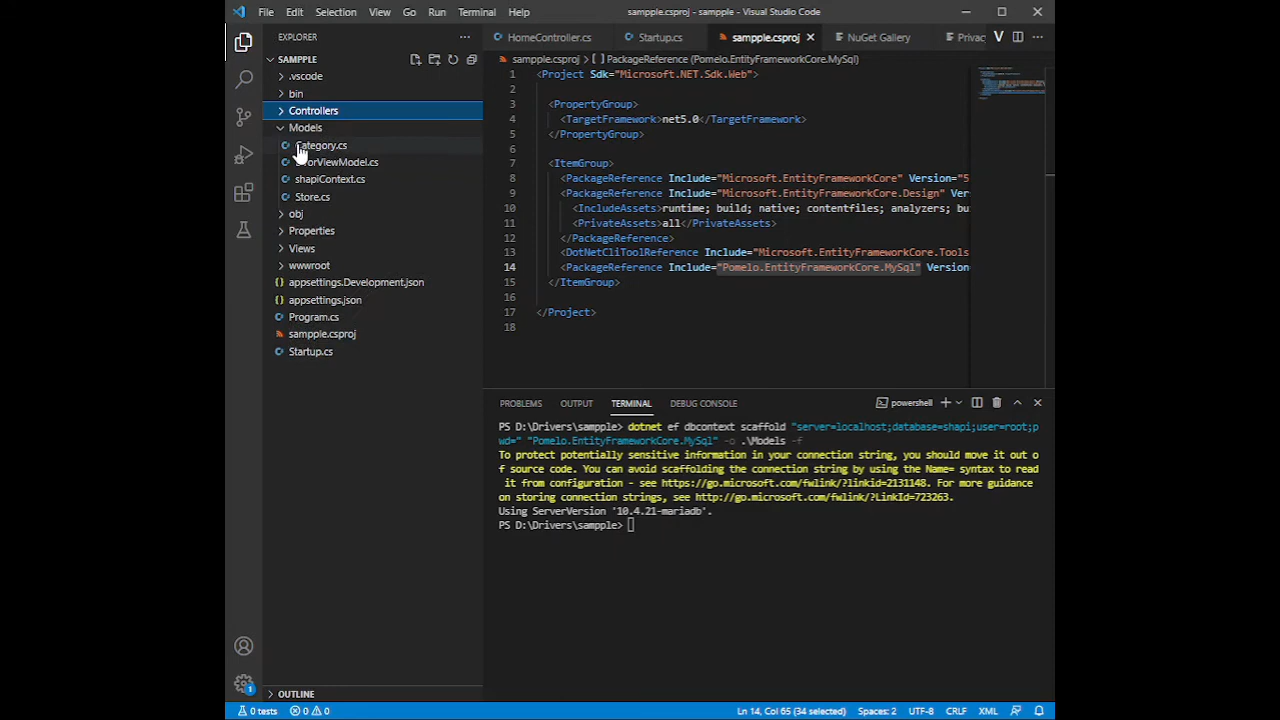 File Edit Selection View Go Run Terminal Help sampple.csproj - sampple - Visual Studio Code
EXPLORER
SAMPPLE
.vscode
bin
Controllers
Models
Category.cs
shapiContext.cs
Store.cs
obj
Properties
Views
wwwroot
appsettings.Development.json
appsettings.json
Program.cs
sampple.csproj
Startup.cs
OUTLINE
HomeController.cs Startup.cs sampple.csproj NuGet Gallery Privac
sampple.csproj > [ ] PackageReference (Pomelo.EntityFrameworkCore.MySql)
1 <Project Sdk="Microsoft.NET.Sdk.Web">
2
3 <PropertyGroup>
4 <TargetFramework>net5.0</TargetFramework>
5 </PropertyGroup>
6
7 <ItemGroup>
8 <PackageReference Include="Microsoft.EntityFrameworkCore" Version="5
9 <PackageReference Include="Microsoft.EntityFrameworkCore.Design" Ver
10 <IncludeAssets>runtime; build; native; contentfiles; analyzers; bu
11 <PrivateAssets>all</PrivateAssets>
12 </PackageReference>
13 <DotNetCliToolReference Include="Microsoft.EntityFrameworkCore.Tools
14 <PackageReference Include="Pomelo.EntityFrameworkCore.MySql" Version=
15 </ItemGroup>
16
17 </Project>
18
PROBLEMS OUTPUT TERMINAL DEBUG CONSOLE powershell
PS D:\Drivers\sampple> dotnet ef dbcontext scaffold "server=localhost;database=shapi;user=root;p
wd=" "Pomelo.EntityFrameworkCore.MySql" -o .\Models -f
To protect potentially sensitive information in your connection string, you should move it out o
f source code. You can avoid scaffolding the connection string by using the Name= syntax to read
it from configuration - see https://go.microsoft.com/fwlink/?linkid=2131148. For more guidance
on storing connection strings, see http://go.microsoft.com/fwlink/?LinkId=723263.
Using ServerVersion '10.4.21-mariadb'.
PS D:\Drivers\sampple>
1
0 tests 0 0 Ln 14, Col 65 (34 selected) Spaces: 2 UTF-8 CRLF XML